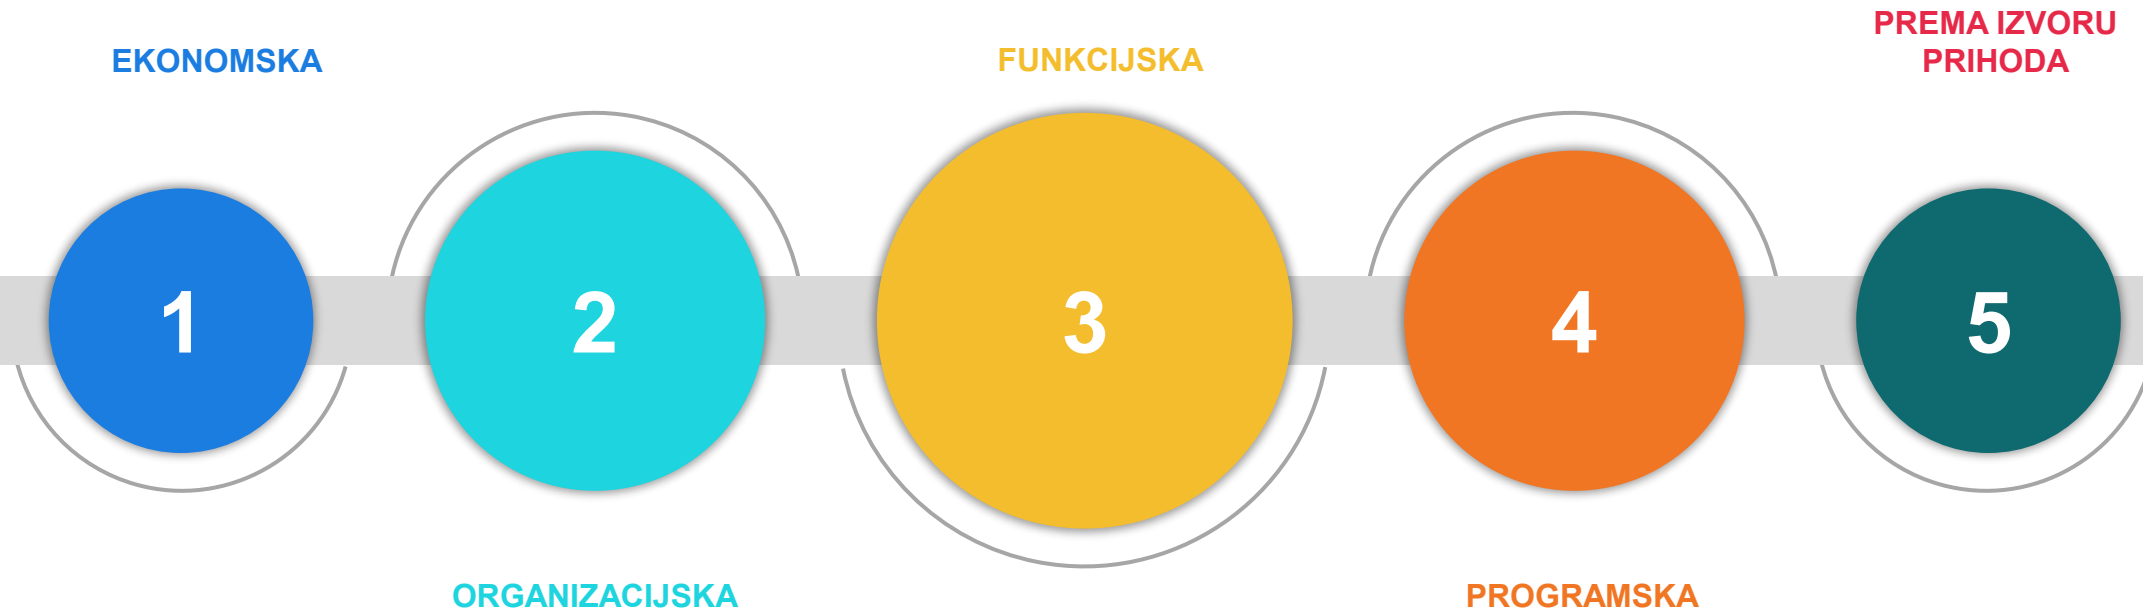 EKONOMSKA
FUNKCIJSKA
PREMA IZVORU
PRIHODA
1
2
3
4
5
ORGANIZACIJSKA
PROGRAMSKA